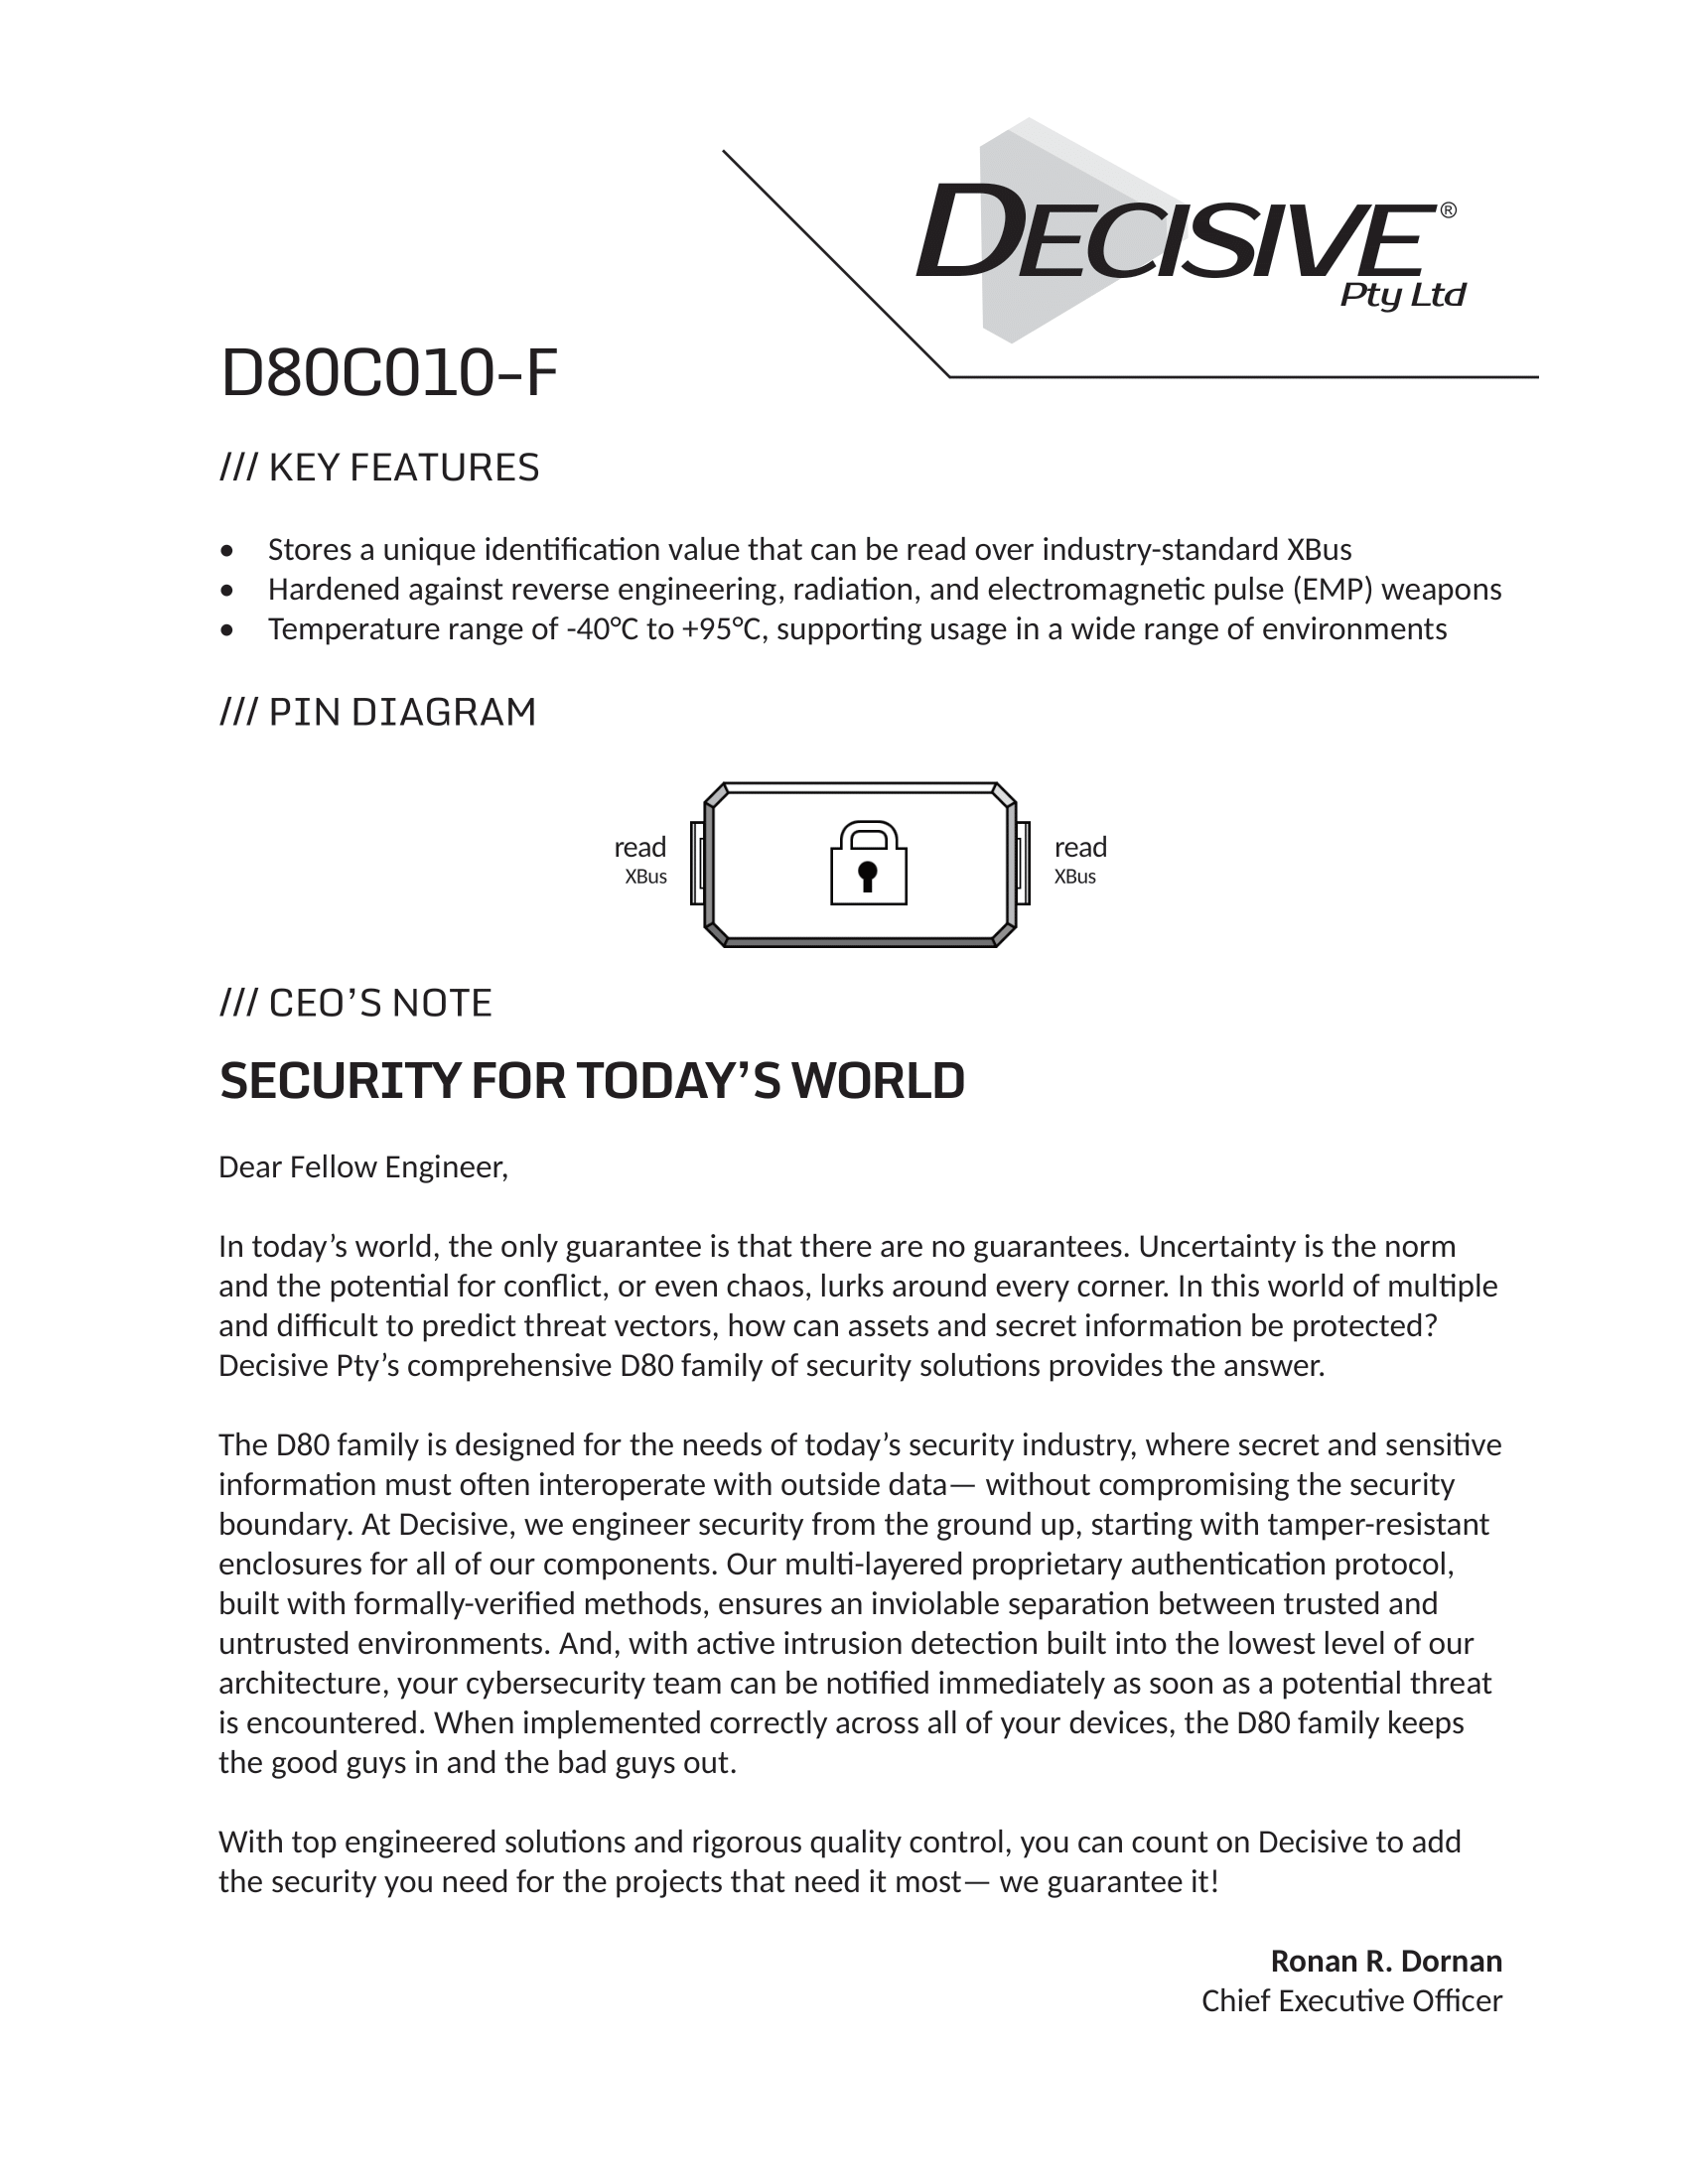 DECISIVE®
Pty Ltd
D80C010-F
/// KEY FEATURES
• Stores a unique identification value that can be read over industry-standard XBus
• Hardened against reverse engineering, radiation, and electromagnetic pulse (EMP) weapons
• Temperature range of -40°C to +95°C, supporting usage in a wide range of environments
/// PIN DIAGRAM
read read
XBus XBus
/// CEO’S NOTE
SECURITY FOR TODAY’S WORLD
Dear Fellow Engineer,
In today’s world, the only guarantee is that there are no guarantees. Uncertainty is the norm
and the potential for conflict, or even chaos, lurks around every corner. In this world of multiple
and difficult to predict threat vectors, how can assets and secret information be protected?
Decisive Pty’s comprehensive D80 family of security solutions provides the answer.
The D80 family is designed for the needs of today’s security industry, where secret and sensitive
information must often interoperate with outside data— without compromising the security
boundary. At Decisive, we engineer security from the ground up, starting with tamper-resistant
enclosures for all of our components. Our multi-layered proprietary authentication protocol,
built with formally-verified methods, ensures an inviolable separation between trusted and
untrusted environments. And, with active intrusion detection built into the lowest level of our
architecture, your cybersecurity team can be notified immediately as soon as a potential threat
is encountered. When implemented correctly across all of your devices, the D80 family keeps
the good guys in and the bad guys out.
With top engineered solutions and rigorous quality control, you can count on Decisive to add
the security you need for the projects that need it most— we guarantee it!
Ronan R. Dornan
Chief Executive Officer